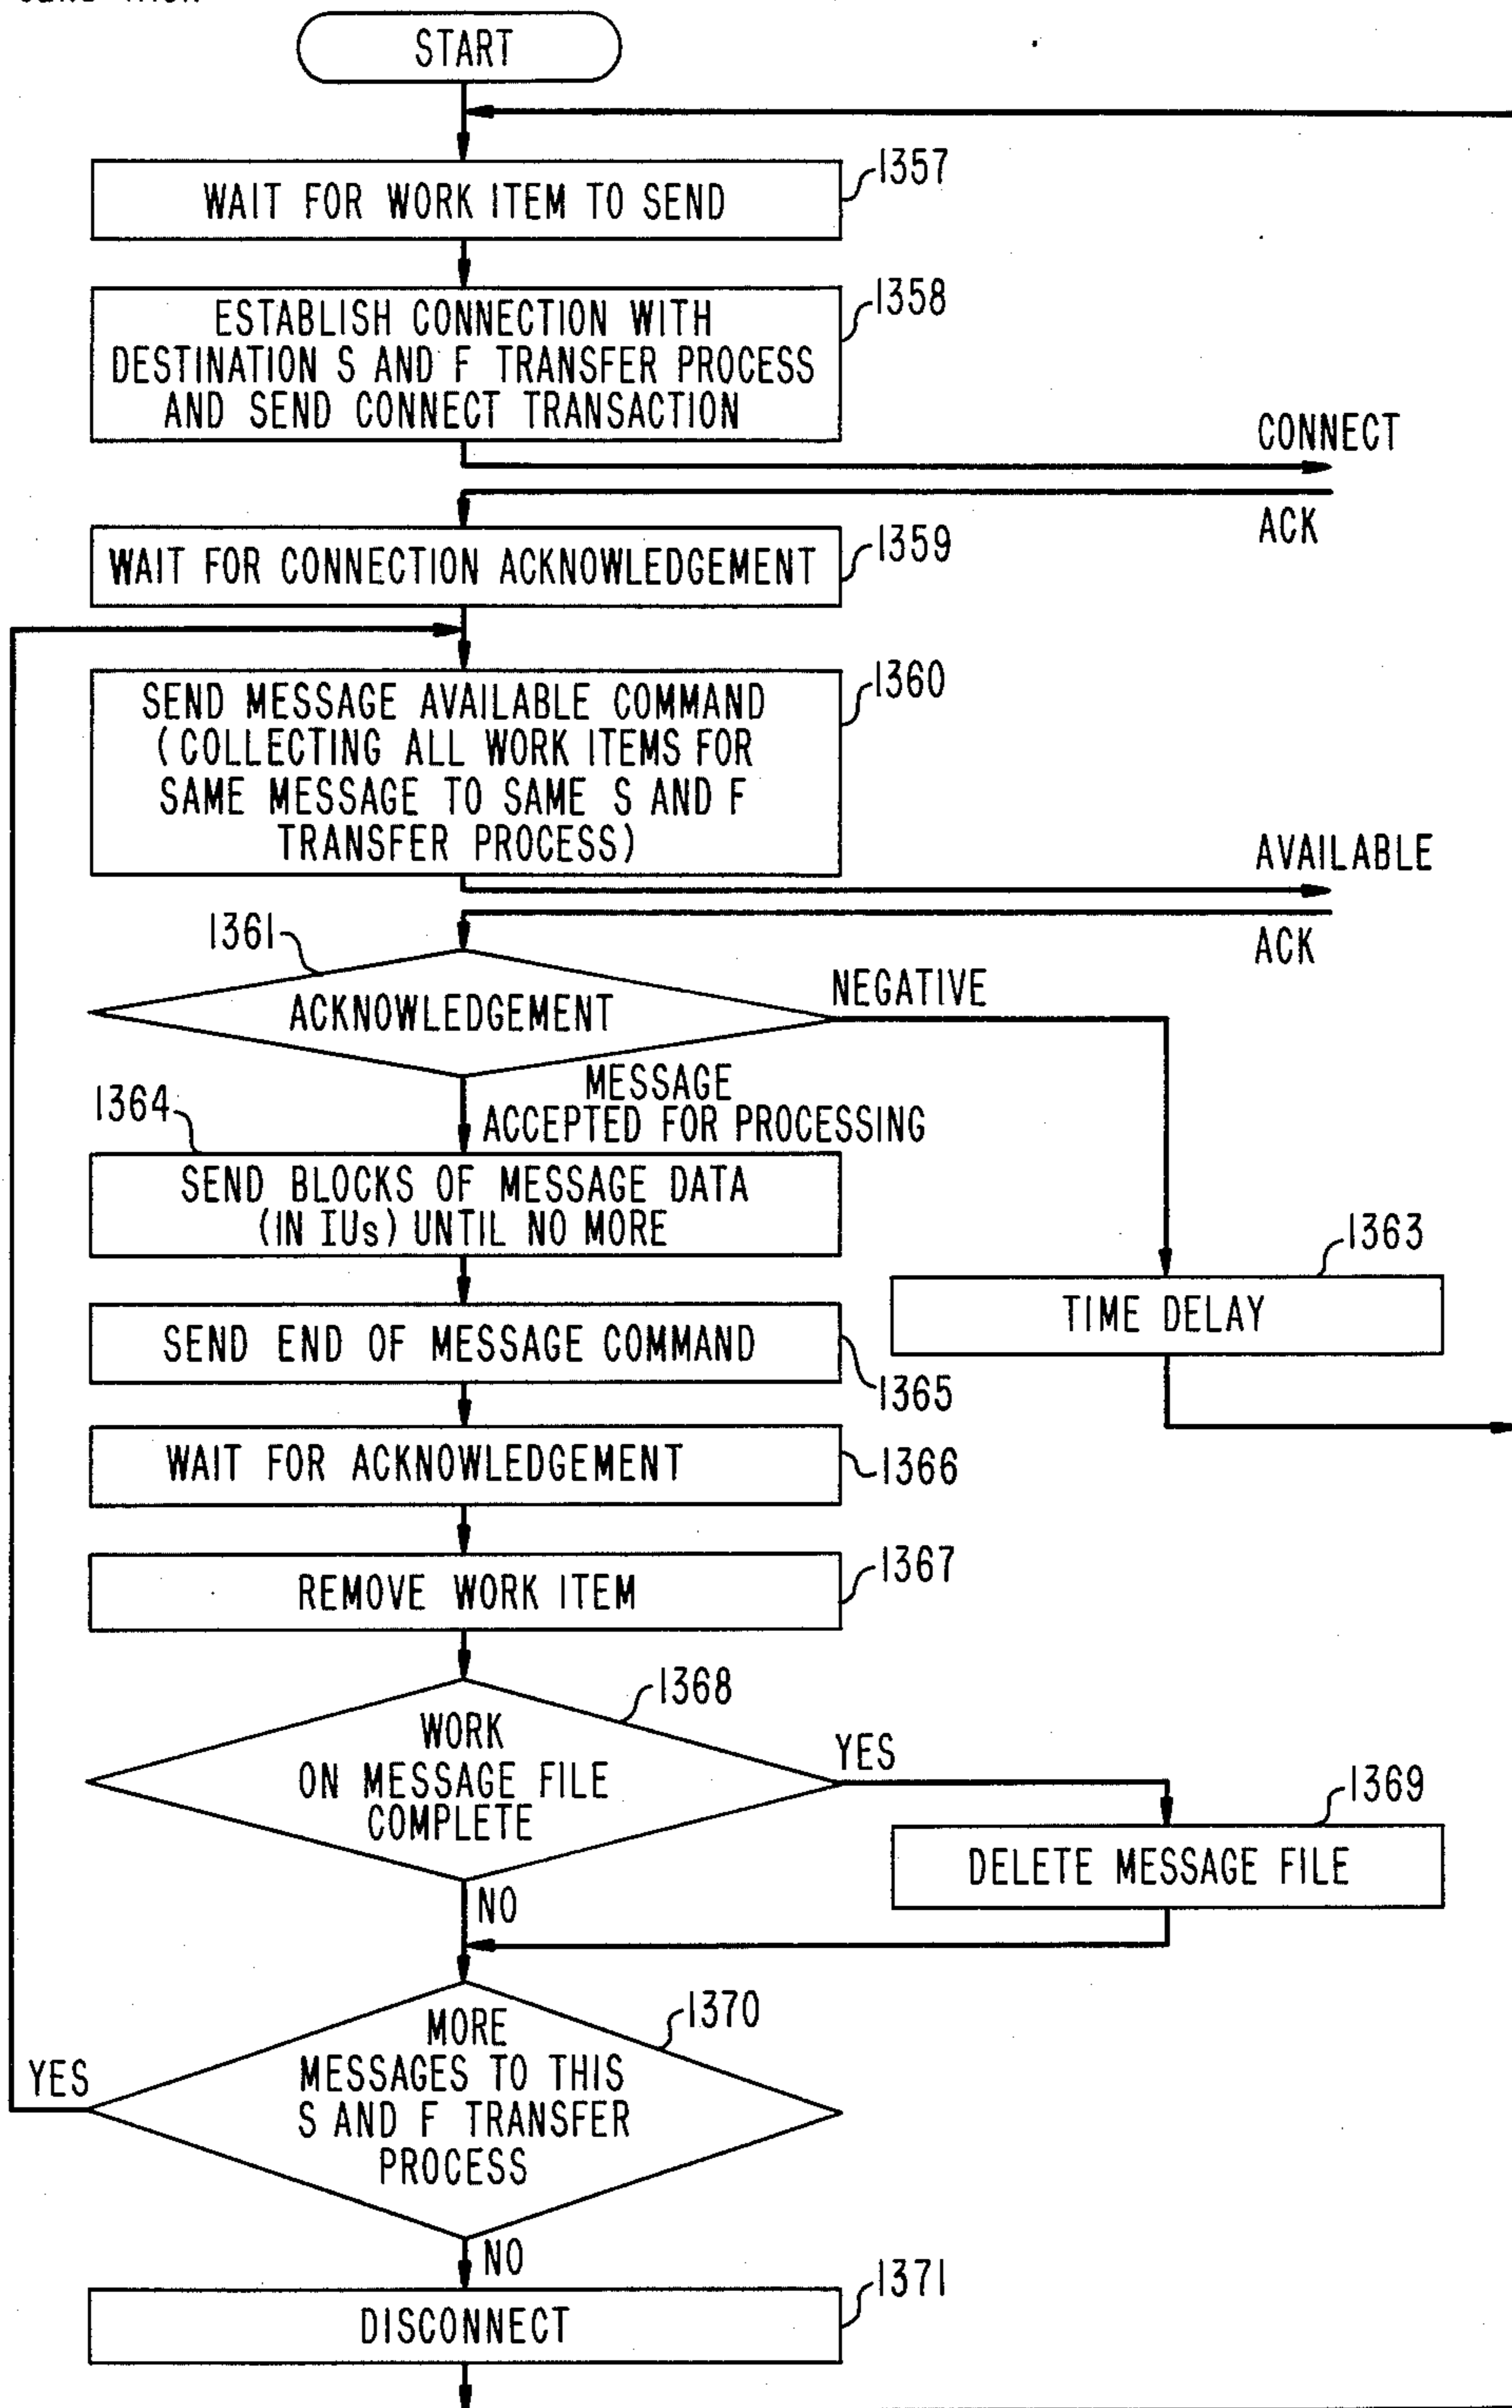 START
WAIT FOR WORK ITEM TO SEND
1357
ESTABLISH CONNECTION WITH
DESTINATION S AND F TRANSFER PROCESS
AND SEND CONNECT TRANSACTION
1358
CONNECT
ACK
WAIT FOR CONNECTION ACKNOWLEDGEMENT
1359
SEND MESSAGE AVAILABLE COMMAND
(COLLECTING ALL WORK ITEMS FOR
SAME MESSAGE TO SAME S AND F
TRANSFER PROCESS)
1360
AVAILABLE
ACK
1361
ACKNOWLEDGEMENT
NEGATIVE
MESSAGE
ACCEPTED FOR PROCESSING
1364
SEND BLOCKS OF MESSAGE DATA
(IN IUs) UNTIL NO MORE
1363
TIME DELAY
SEND END OF MESSAGE COMMAND
1365
WAIT FOR ACKNOWLEDGEMENT
1366
REMOVE WORK ITEM
1367
1368
WORK
ON MESSAGE FILE
COMPLETE
YES
1369
DELETE MESSAGE FILE
NO
1370
MORE
MESSAGES TO THIS
S AND F TRANSFER
PROCESS
YES
NO
1371
DISCONNECT